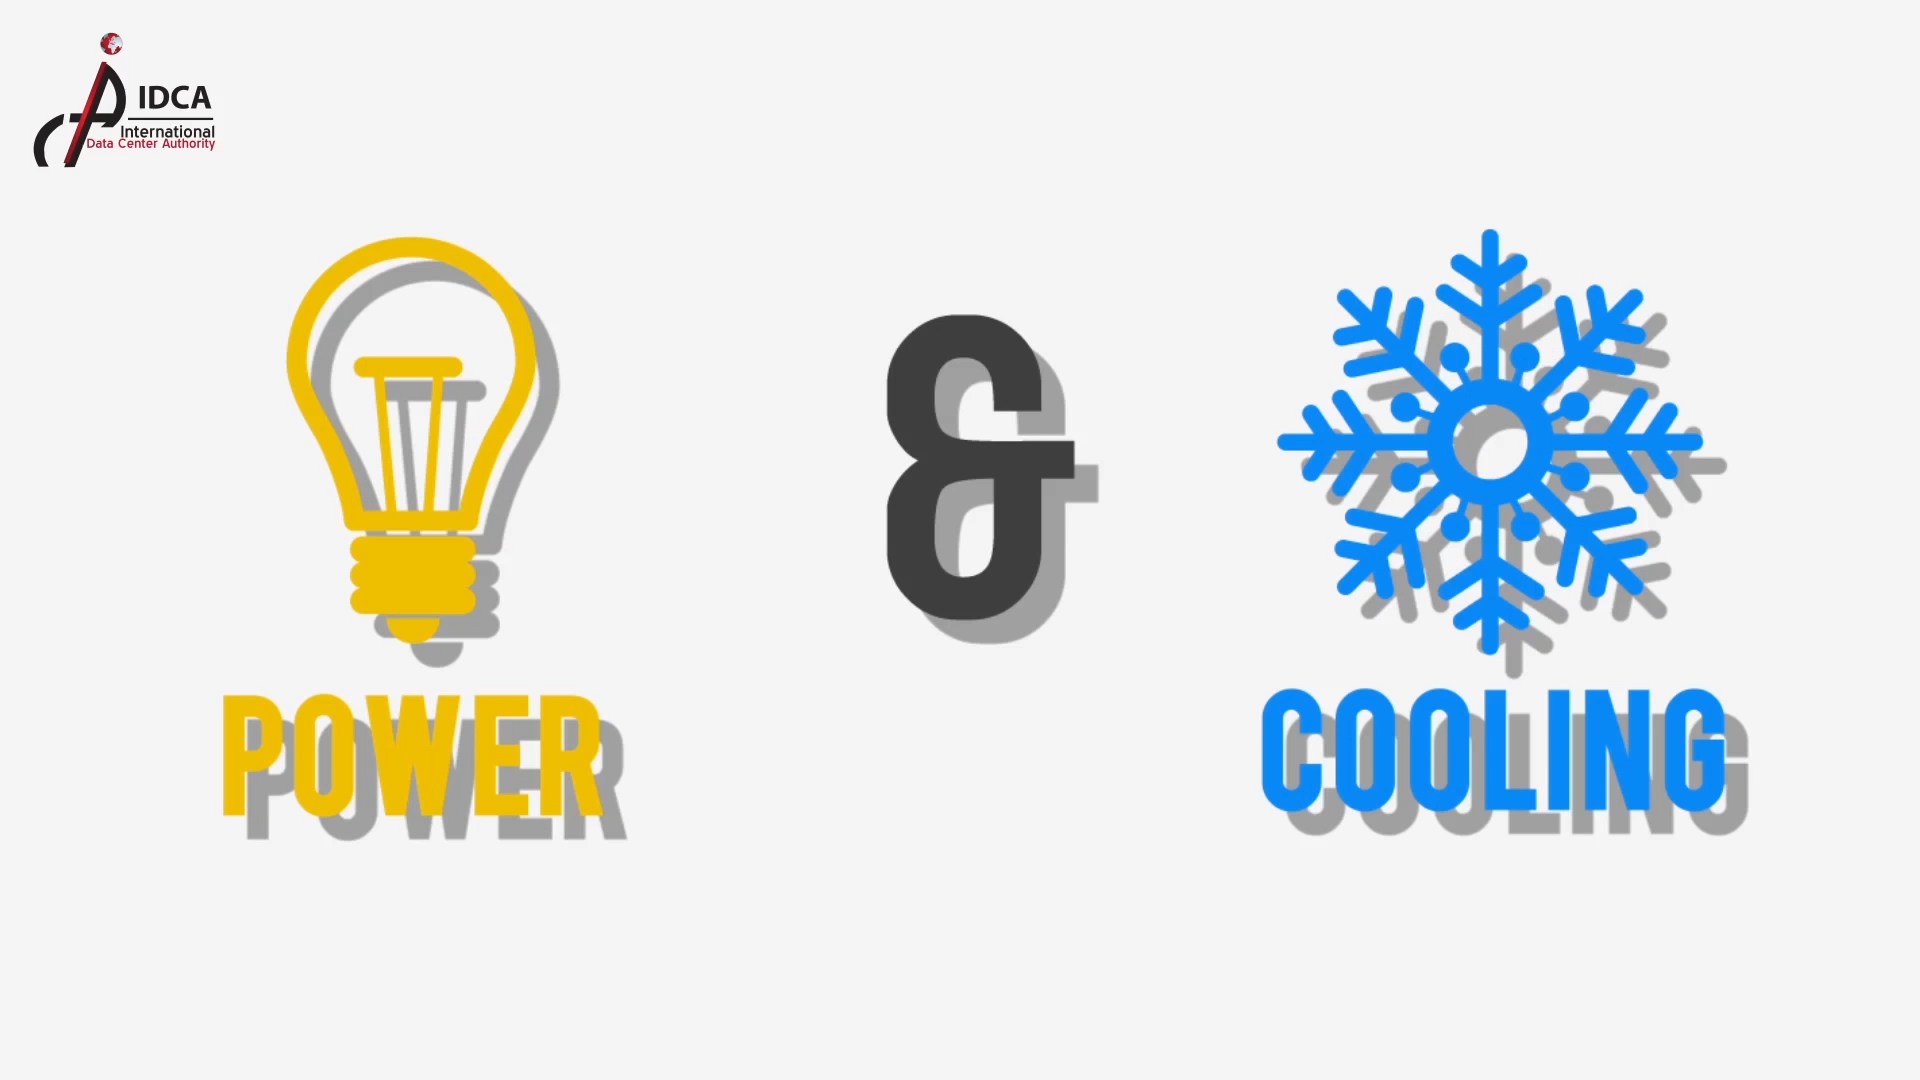 IDCA
International
Data Center Authority
&
POWER
COOLING